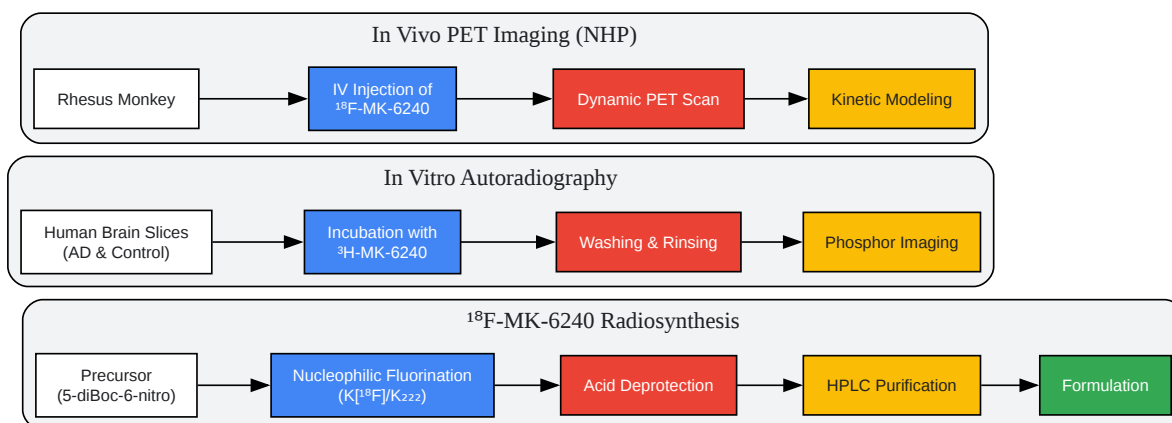 In Vivo PET Imaging (NHP)
Rhesus Monkey
IV Injection of
¹⁸F-MK-6240
Dynamic PET Scan
Kinetic Modeling
In Vitro Autoradiography
Human Brain Slices
(AD & Control)
Incubation with
³H-MK-6240
Washing & Rinsing
Phosphor Imaging
¹⁸F-MK-6240 Radiosynthesis
Precursor
(5-diBoc-6-nitro)
Nucleophilic Fluorination
(K[¹⁸F]/K₂₂₂)
Acid Deprotection
HPLC Purification
Formulation